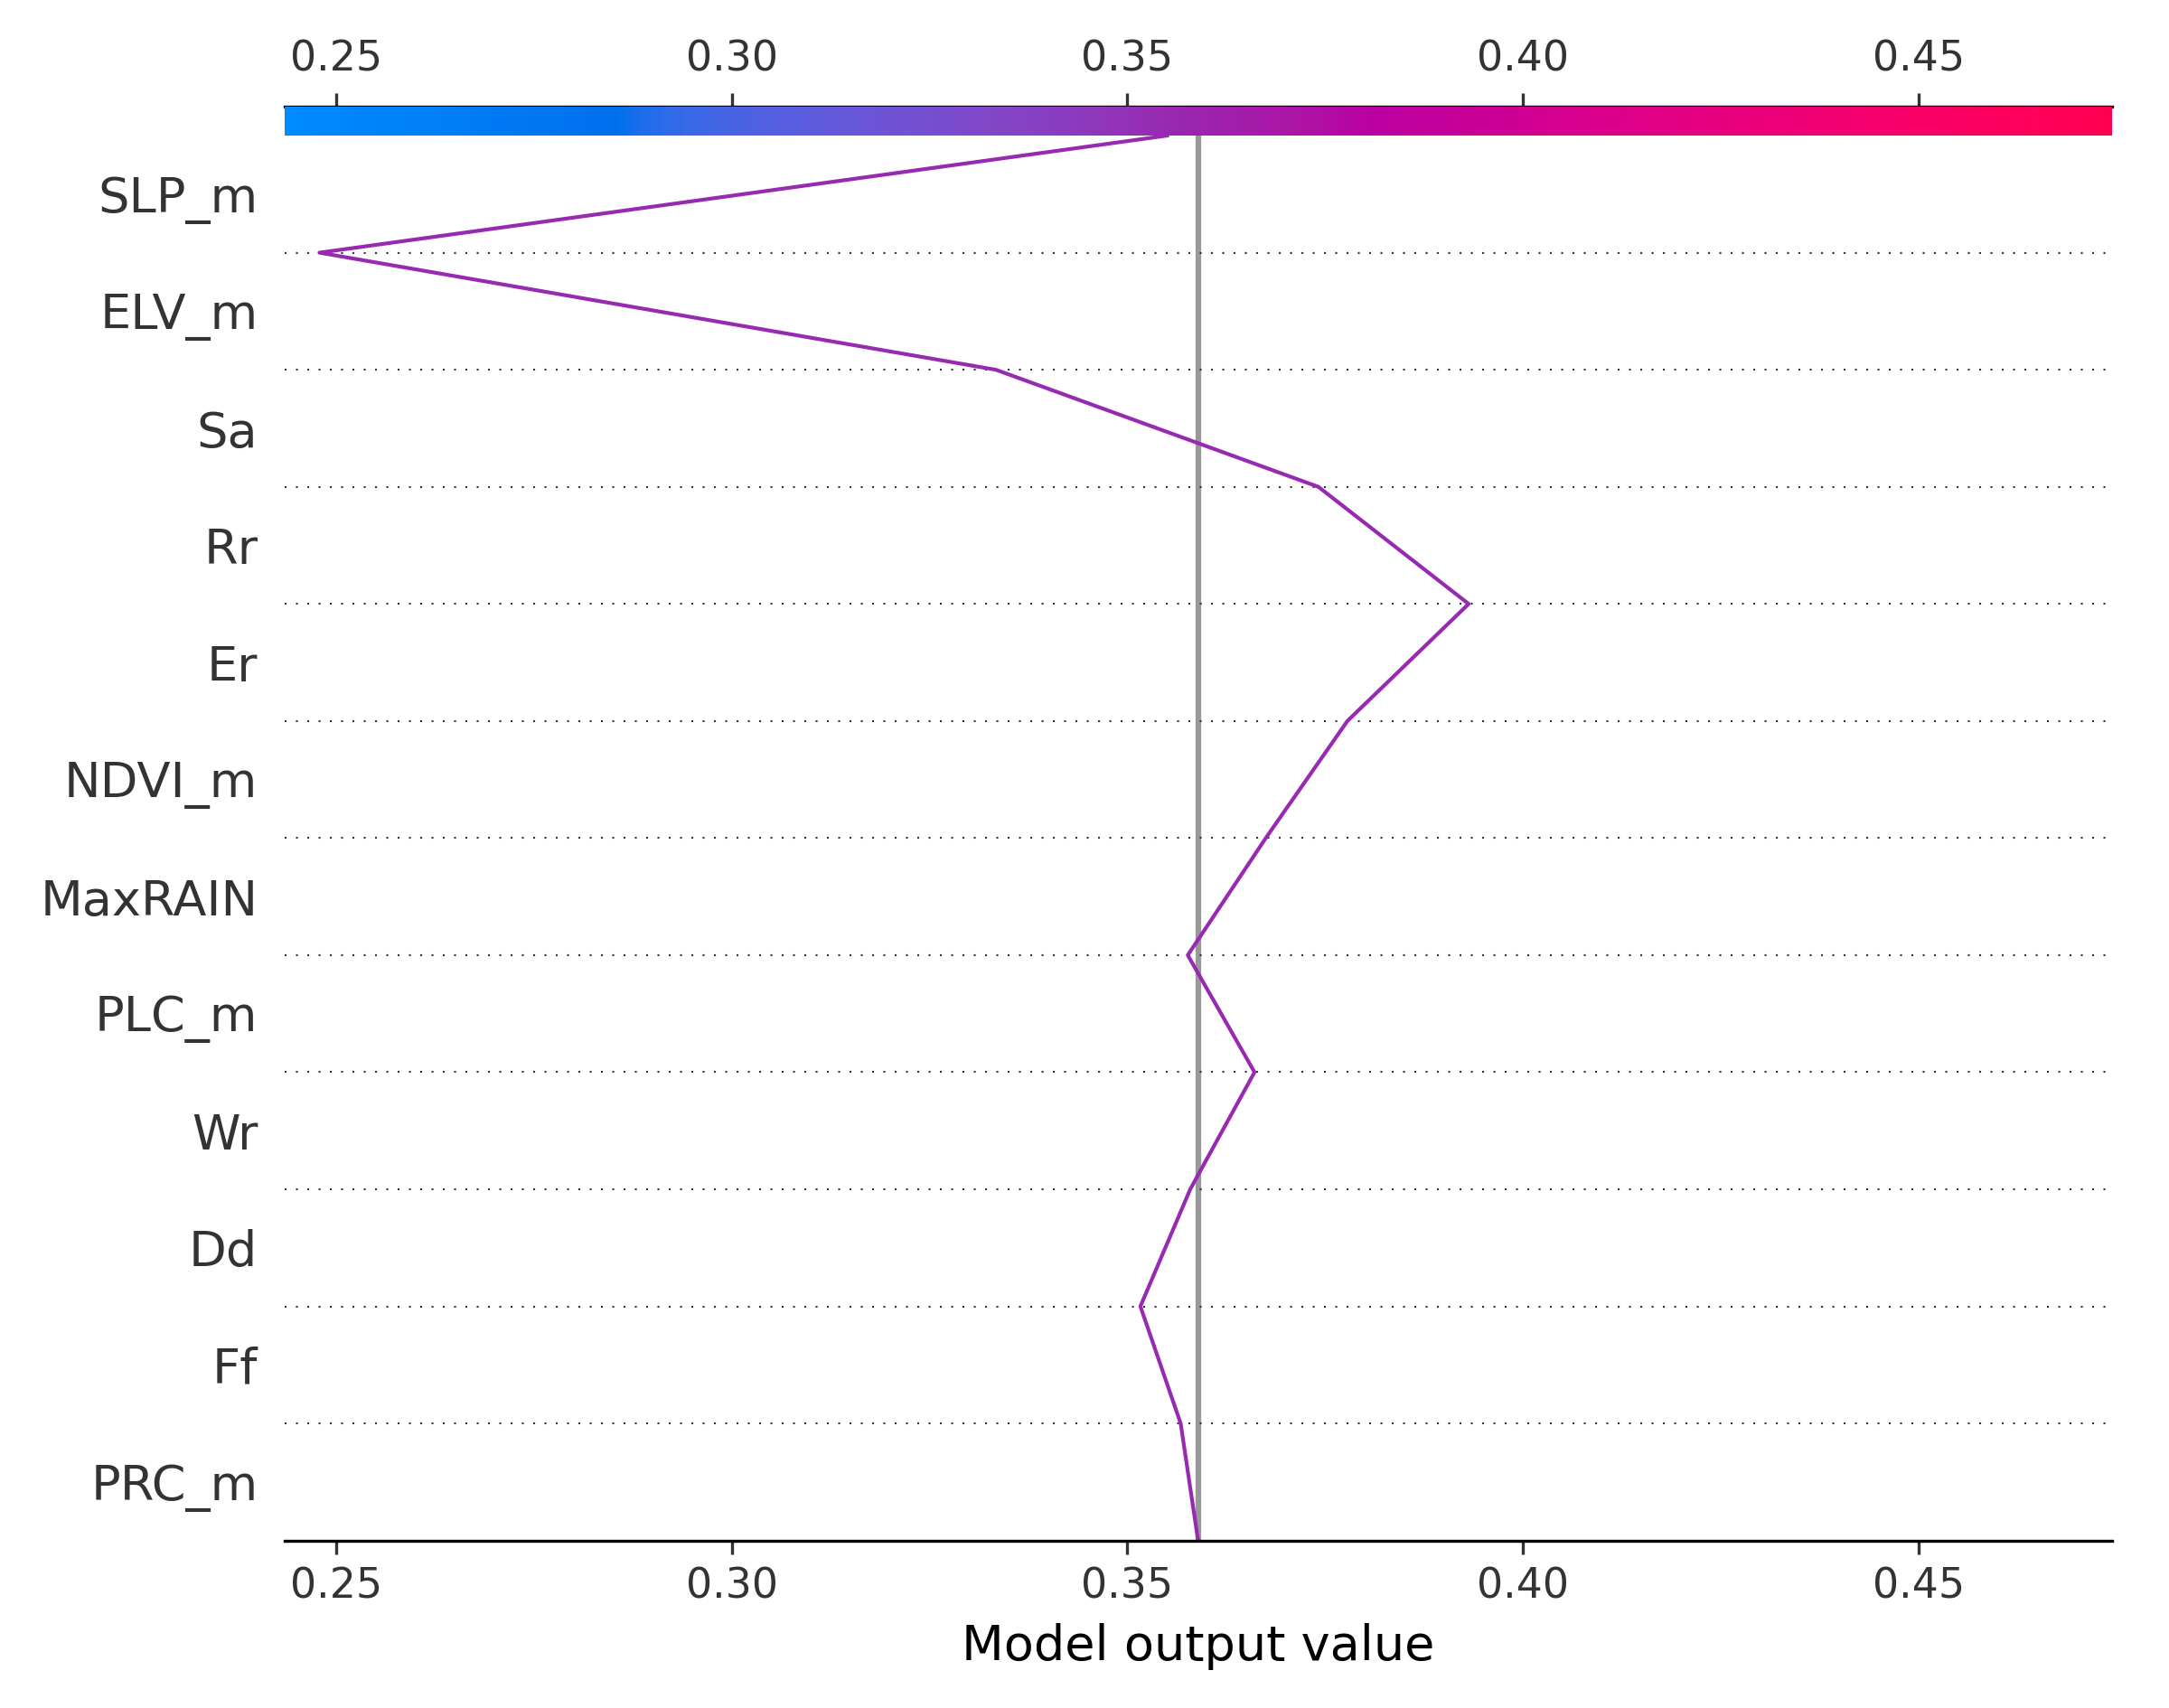 0.25 0.30 0.35 0.40 0.45
SLP_m
ELV_m
Sa
Rr
Er
NDVI_m
MaxRAIN
PLC_m
Wr
Dd
Ff
PRC_m
0.25 0.30 0.35 0.40 0.45
Model output value